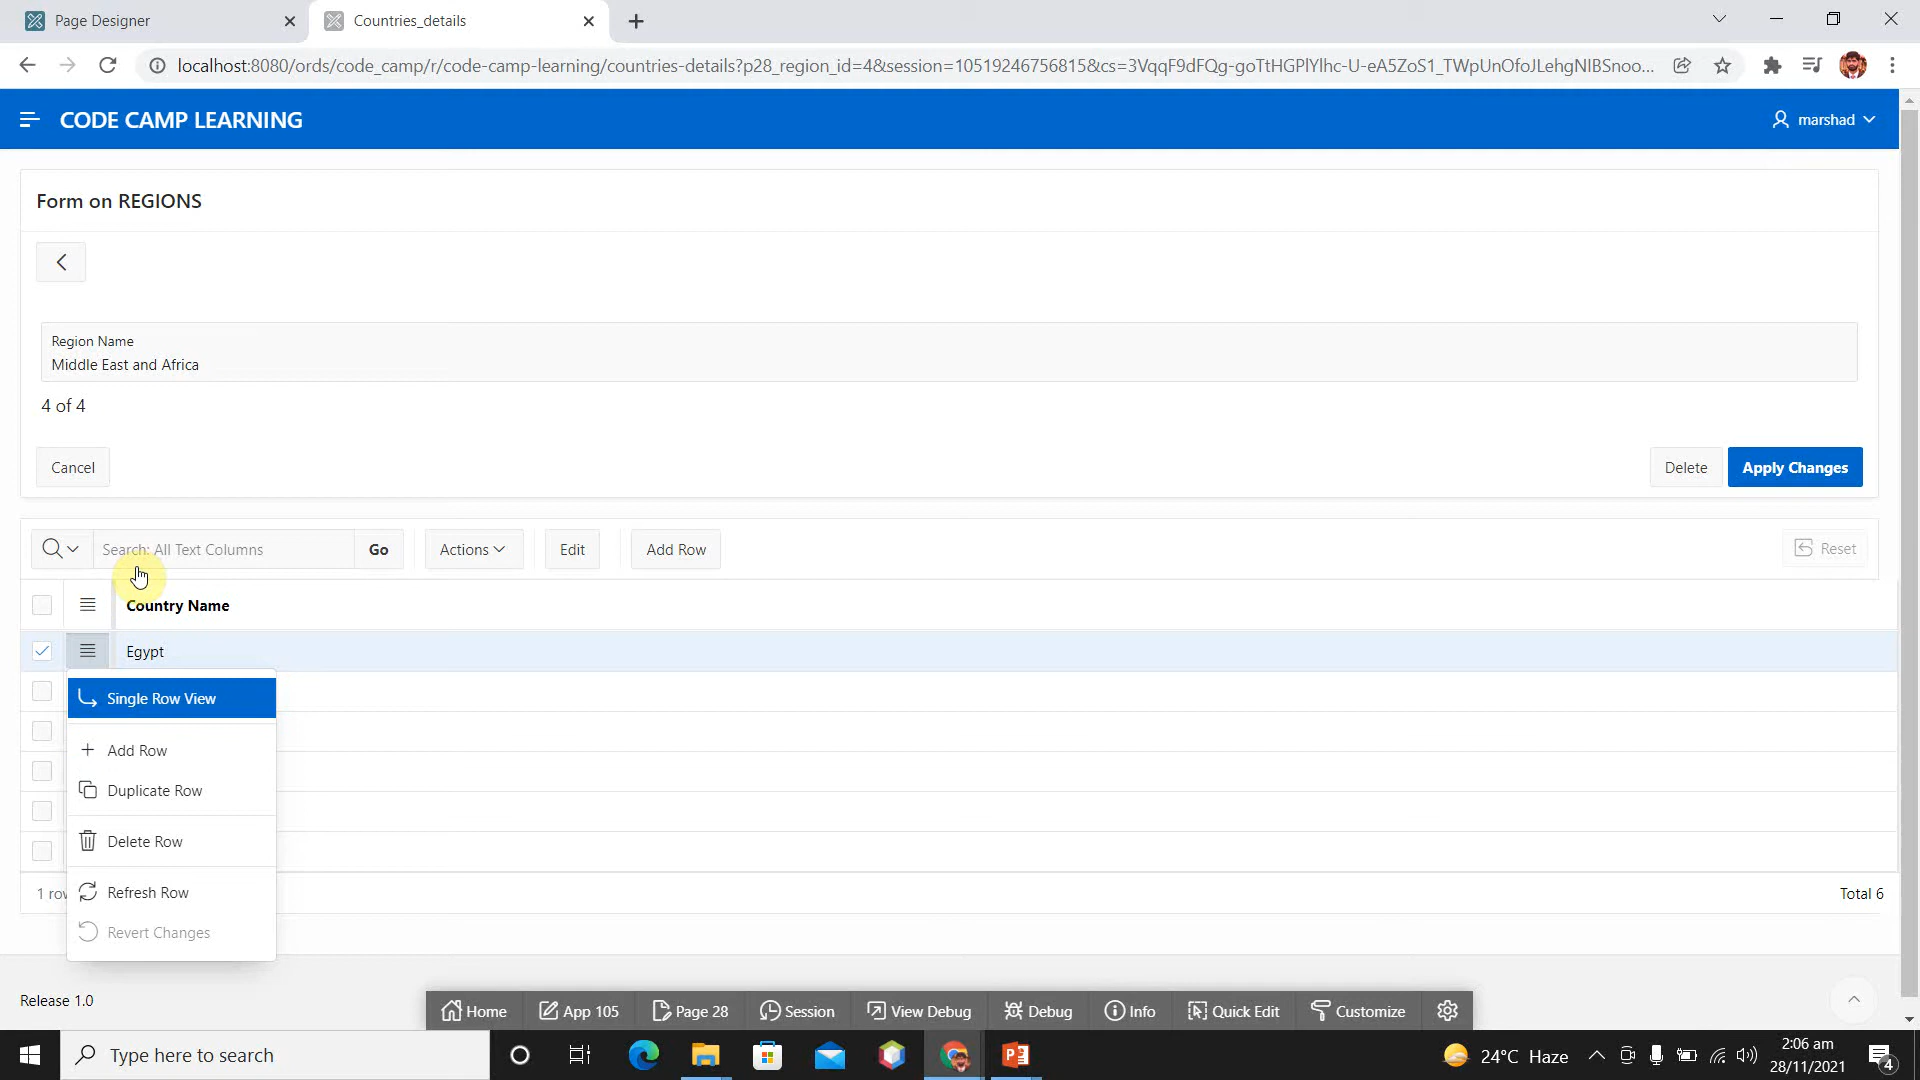 Page Designer
Countries_details
localhost:8080/ords/code_camp/r/code-camp-learning/countries-details?p28_region_id=4&session=10519246756815&cs=3VqqF9dFQg-goTtHGPlYlhc-U-eA5ZoS1_TWpUnOfoJLehgNIBSnoo...
CODE CAMP LEARNING
marshad
Form on REGIONS
Region Name
Middle East and Africa
4 of 4
Cancel
Delete
Apply Changes
Search: All Text Columns
Go
Actions
Edit
Add Row
Reset
Country Name
Egypt
Single Row View
Add Row
Duplicate Row
Delete Row
Refresh Row
Revert Changes
1 row
Total 6
Release 1.0
Home
App 105
Page 28
Session
View Debug
Debug
Info
Quick Edit
Customize
Type here to search
24°C Haze
2:06 am
28/11/2021
4